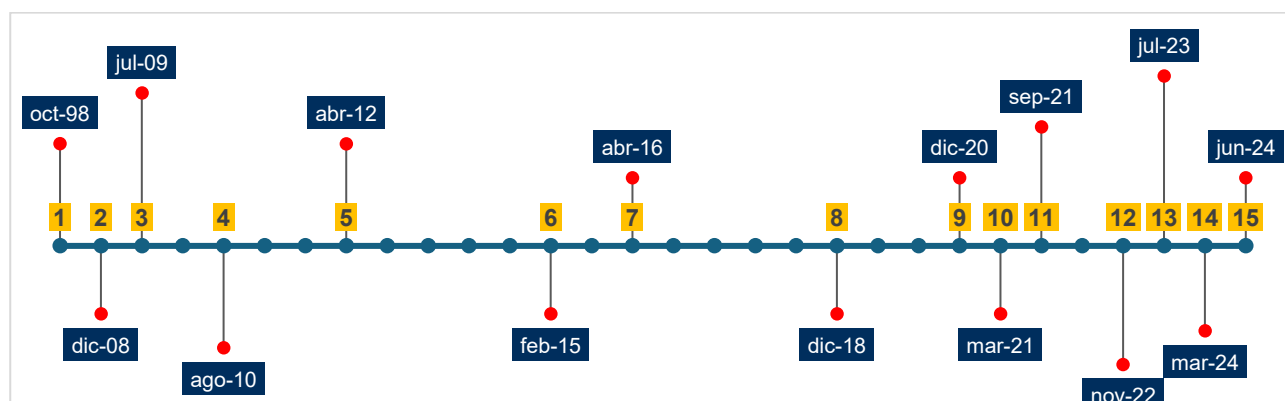 jul-23
jul-09
sep-21
oct-98
abr-12
abr-16
dic-20
jun-24
1 2 3 4 5 6 7 8 9 10 11 12 13 14 15
dic-08
feb-15
dic-18
mar-21
mar-24
ago-10
nov-22